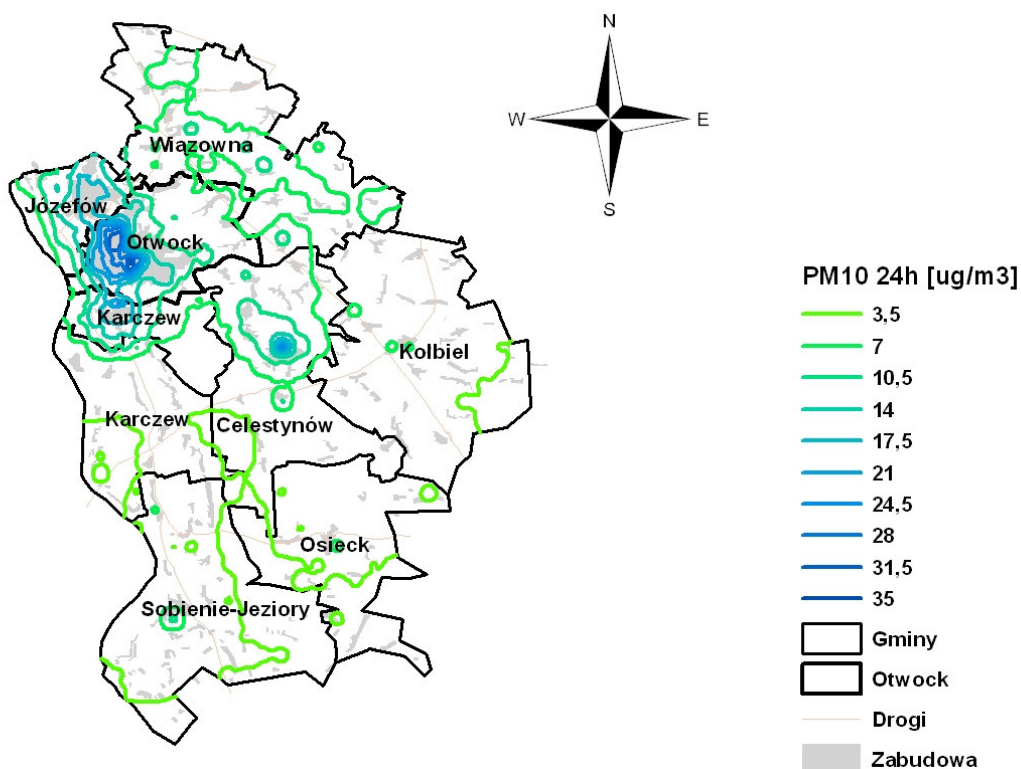 N
W
E
S
Wiązowna
Józefów
Otwock
Karczew
Kołbiel
Karczew
Celestynów
Osieck
Sobienie-Jeziory
PM10 24h [ug/m3]
3,5
7
10,5
14
17,5
21
24,5
28
31,5
35
Gminy
Otwock
Drogi
Zabudowa